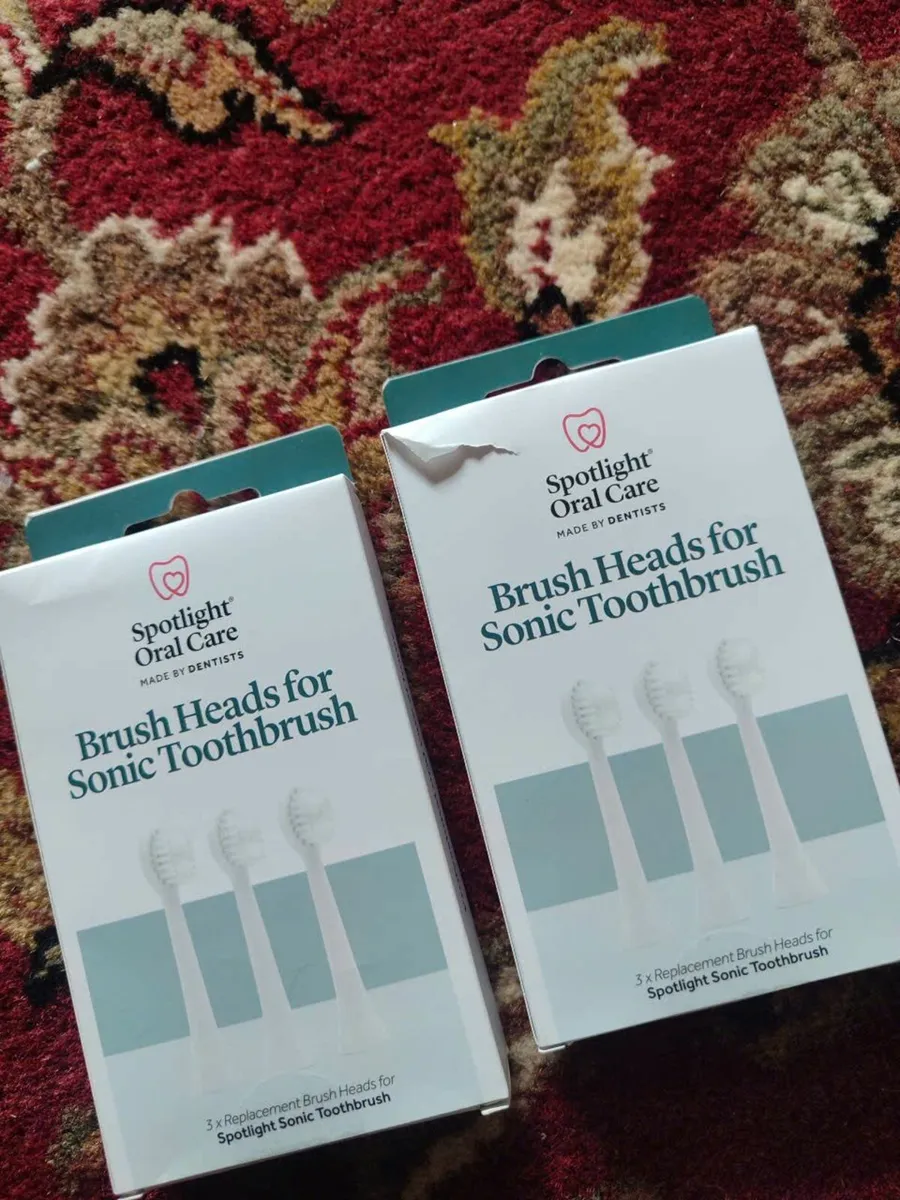 Spotlight®
Oral Care
MADE BY DENTISTS
Brush Heads for
Sonic Toothbrush
3 x Replacement Brush Heads for
Spotlight Sonic Toothbrush
Spotlight®
Oral Care
MADE BY DENTISTS
Brush Heads for
Sonic Toothbrush
3 x Replacement Brush Heads for
Spotlight Sonic Toothbrush